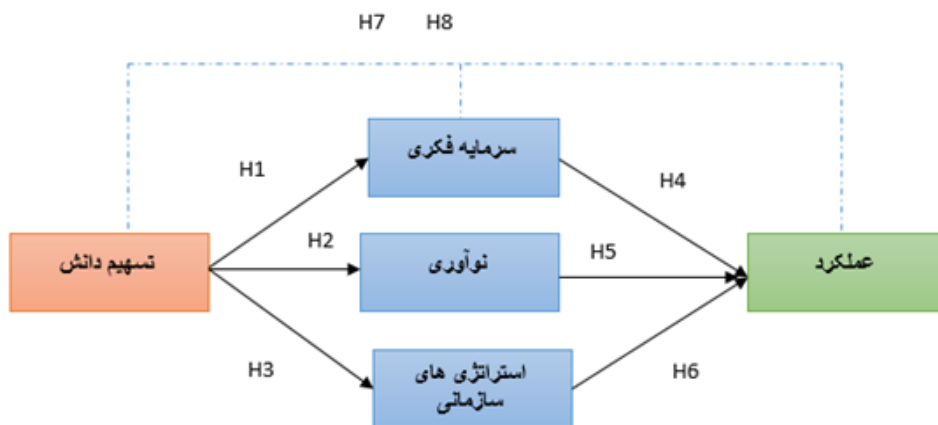 H7 H8
سرمایه فکری
H1
H4
تسهیم دانش
H2
نوآوری
H5
عملکرد
H3
استراتژی های
سازمانی
H6